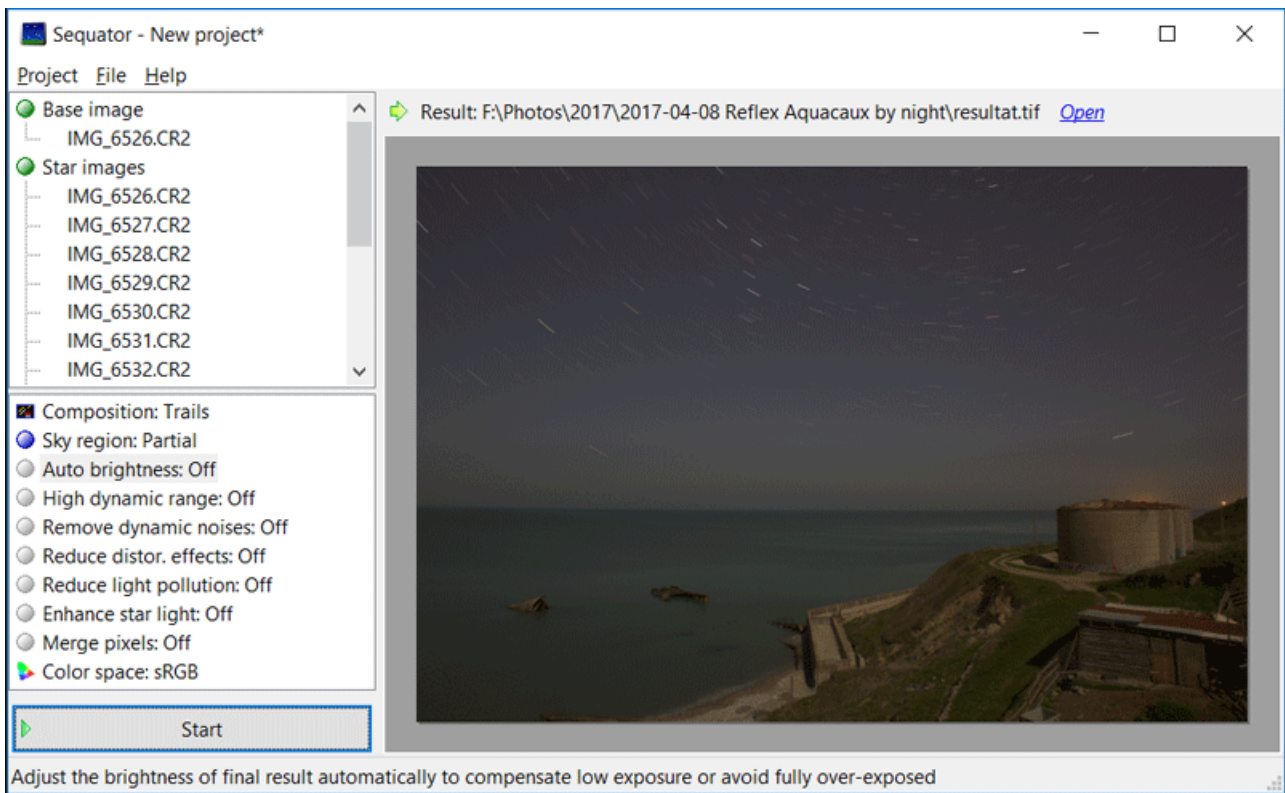 Sequator - New project*
Project File Help
Base image
IMG_6526.CR2
Star images
IMG_6526.CR2
IMG_6527.CR2
IMG_6528.CR2
IMG_6529.CR2
IMG_6530.CR2
IMG_6531.CR2
IMG_6532.CR2
Result: F:\Photos\2017\2017-04-08 Reflex Aquacaux by night\resultat.tif Open
Composition: Trails
Sky region: Partial
Auto brightness: Off
High dynamic range: Off
Remove dynamic noises: Off
Reduce distor. effects: Off
Reduce light pollution: Off
Enhance star light: Off
Merge pixels: Off
Color space: sRGB
Start
Adjust the brightness of final result automatically to compensate low exposure or avoid fully over-exposed